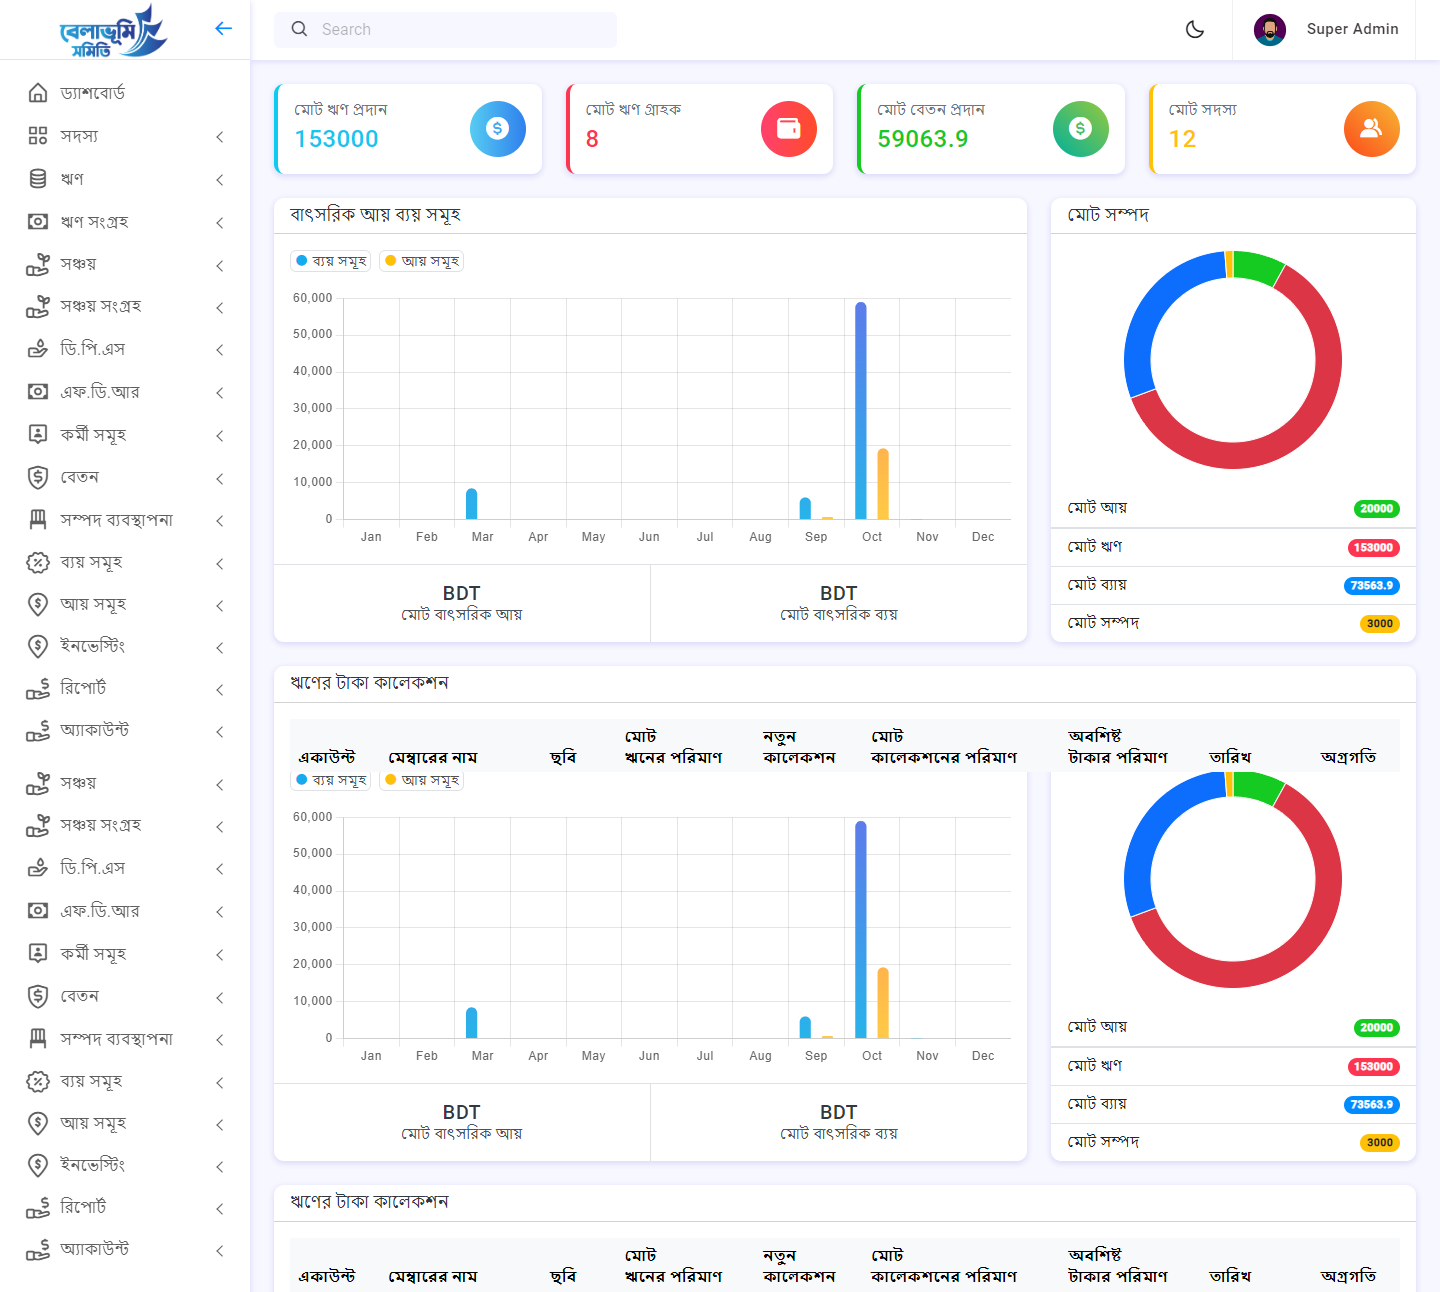 বেলাভূমি
সমিতি
Search
Super Admin
ড্যাশবোর্ড
সদস্য
ঋণ
ঋণ সংগ্রহ
সঞ্চয়
সঞ্চয় সংগ্রহ
ডি.পি.এস
এফ.ডি.আর
কর্মী সমূহ
বেতন
সম্পদ ব্যবস্থাপনা
ব্যয় সমূহ
আয় সমূহ
ইনভেস্টিং
রিপোর্ট
অ্যাকাউন্ট
সঞ্চয়
সঞ্চয় সংগ্রহ
ডি.পি.এস
এফ.ডি.আর
কর্মী সমূহ
বেতন
সম্পদ ব্যবস্থাপনা
ব্যয় সমূহ
আয় সমূহ
ইনভেস্টিং
রিপোর্ট
অ্যাকাউন্ট
মোট ঋণ প্রদান
153000
মোট ঋণ গ্রাহক
8
মোট বেতন প্রদান
59063.9
মোট সদস্য
12
বাৎসরিক আয় ব্যয় সমূহ
ব্যয় সমূহ আয় সমূহ
60,000
50,000
40,000
30,000
20,000
10,000
0
Jan Feb Mar Apr May Jun Jul Aug Sep Oct Nov Dec
BDT
মোট বাৎসরিক আয়
BDT
মোট বাৎসরিক ব্যয়
মোট সম্পদ
মোট আয় 20000
মোট ঋণ 153000
মোট ব্যায় 73563.9
মোট সম্পদ 3000
ঋণের টাকা কালেকশন
একাউন্ট মেম্বারের নাম ছবি মোট ঋনের পরিমাণ নতুন কালেকশন মোট কালেকশনের পরিমাণ অবশিষ্ট টাকার পরিমাণ তারিখ অগ্রগতি
ব্যয় সমূহ আয় সমূহ
60,000
50,000
40,000
30,000
20,000
10,000
0
Jan Feb Mar Apr May Jun Jul Aug Sep Oct Nov Dec
BDT
মোট বাৎসরিক আয়
BDT
মোট বাৎসরিক ব্যয়
মোট আয় 20000
মোট ঋণ 153000
মোট ব্যায় 73563.9
মোট সম্পদ 3000
ঋণের টাকা কালেকশন
একাউন্ট মেম্বারের নাম ছবি মোট ঋনের পরিমাণ নতুন কালেকশন মোট কালেকশনের পরিমাণ অবশিষ্ট টাকার পরিমাণ তারিখ অগ্রগতি